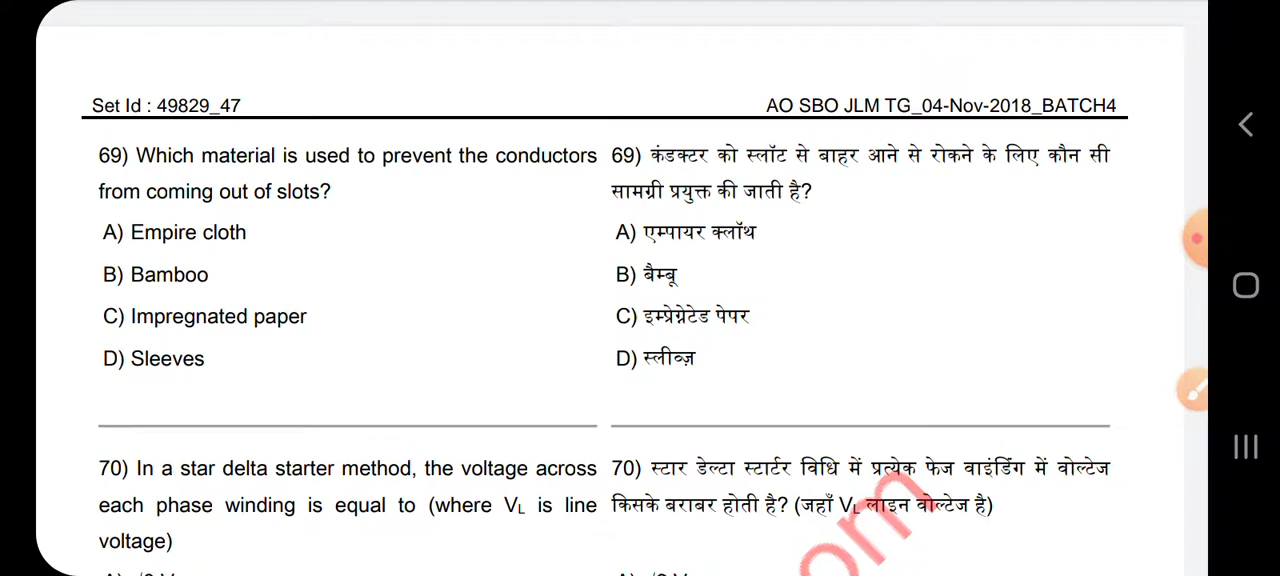 Set Id : 49829_47
AO SBO JLM TG_04-Nov-2018_BATCH4
69) Which material is used to prevent the conductors
from coming out of slots?
A) Empire cloth
B) Bamboo
C) Impregnated paper
D) Sleeves
69) कंडक्टर को स्लॉट से बाहर आने से रोकने के लिए कौन सी
सामग्री प्रयुक्त की जाती है?
A) एम्पायर क्लॉथ
B) बैम्बू
C) इम्प्रेग्नेटेड पेपर
D) स्लीव्ज़
70) In a star delta starter method, the voltage across
each phase winding is equal to (where VL is line
voltage)
70) स्टार डेल्टा स्टार्टर विधि में प्रत्येक फेज वाइंडिंग में वोल्टेज
किसके बराबर होती है? (जहाँ VL लाइन वोल्टेज है)
om